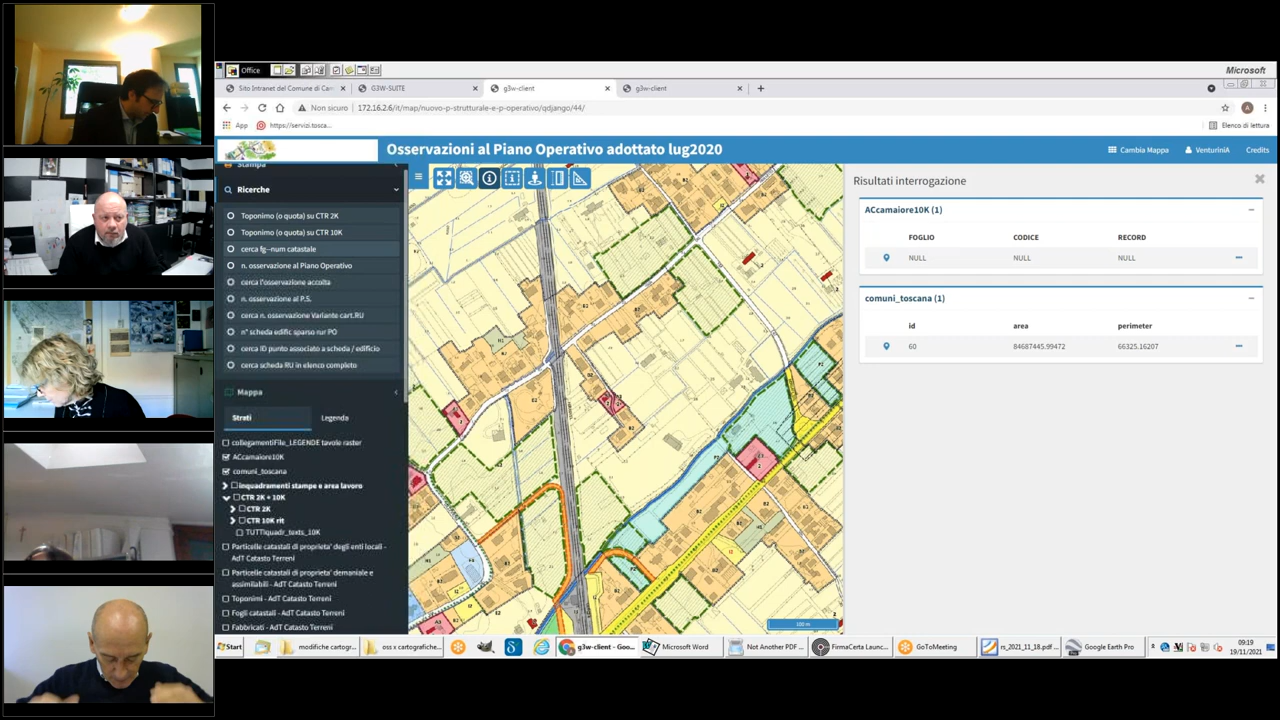 Office
Microsoft
Sito Intranet del Comune di Cam
G3W-SUITE
g3w-client
g3w-client
Non sicuro
172.16.2.6/it/map/nuovo-p-strutturale-e-p-operativo/qdjango/44/
App
https://servizi.tosca...
Elenco di lettura
Osservazioni al Piano Operativo adottato lug2020
Cambia Mappa
VenturiniA
Credits
Stampa
Ricerche
Toponimo (o quota) su CTR 2K
Toponimo (o quota) su CTR 10K
cerca fg--num catastale
n. osservazione al Piano Operativo
cerca l'osservazione accolta
n. osservazione al P.S.
cerca n. osservazione Variante cart.RU
n° scheda edific sparso rur PO
cerca ID punto associato a scheda / edificio
cerca scheda RU in elenco completo
Mappa
Strati
Legenda
collegamentiFile_LEGENDE tavole raster
ACcamaiore10K
comuni_toscana
inquadramenti stampe e area lavoro
CTR 2K + 10K
CTR 2K
CTR 10K rit
TUTTIquadr_texts_10K
Particelle catastali di proprieta' degli enti locali -
AdT Catasto Terreni
Particelle catastali di proprieta' demaniale e
assimilabili - AdT Catasto Terreni
Toponimi - AdT Catasto Terreni
Fogli catastali - AdT Catasto Terreni
Fabbricati - AdT Catasto Terreni
100 m
Risultati interrogazione
ACcamaiore10K (1)
FOGLIO CODICE RECORD
NULL NULL NULL
comuni_toscana (1)
id area perimeter
60 84687445.99472 66325.16207
Start
modifiche cartogr...
oss x cartografiche...
g3w-client - Goo...
Microsoft Word
Not Another PDF ...
FirmaCerta Launc...
GoToMeeting
rs_2021_11_18.pdf ...
Google Earth Pro
09:19
19/11/2021